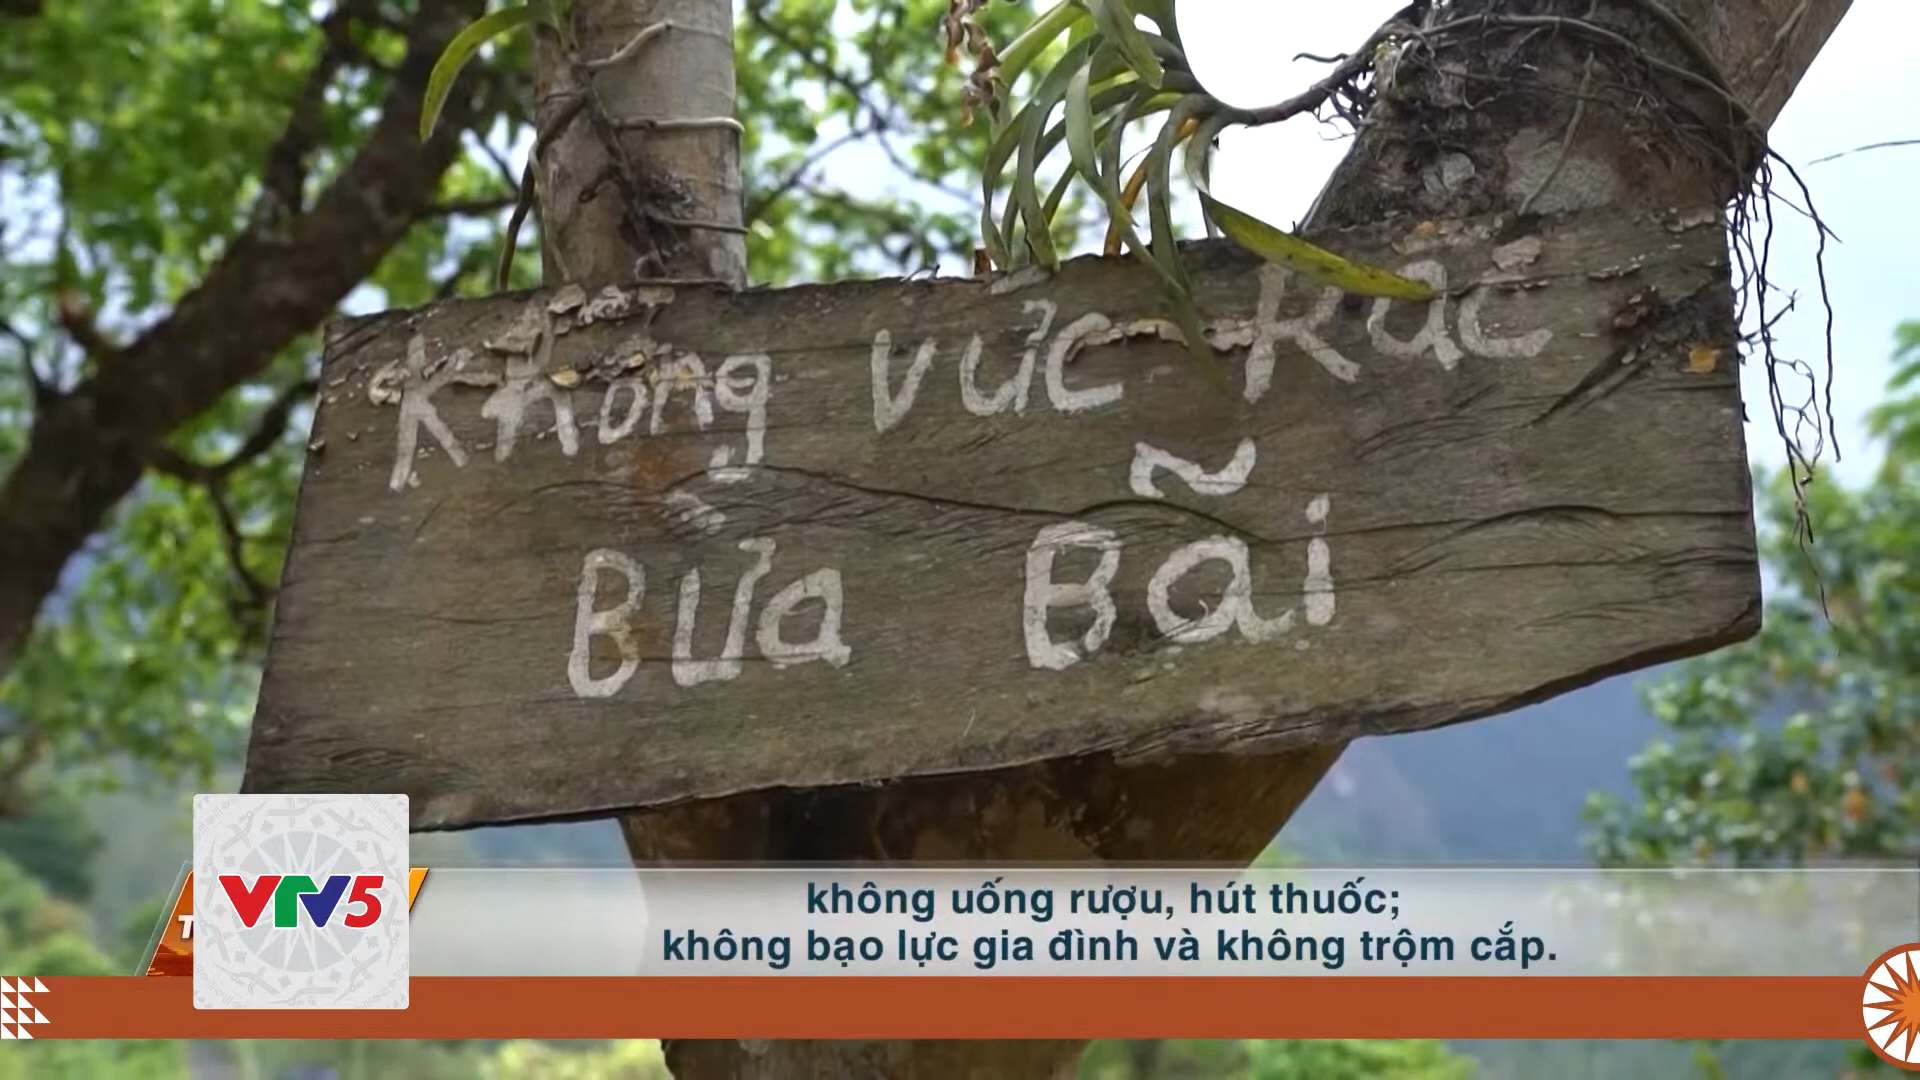 Không vức Rác
Bừa Bãi
VTV5
T
không uống rượu, hút thuốc;
không bạo lực gia đình và không trộm cắp.